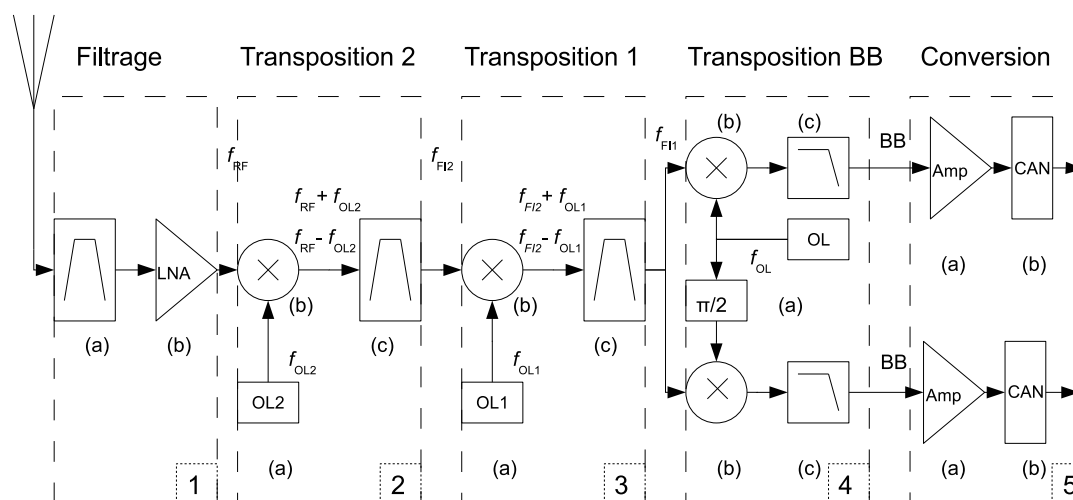 Filtrage
Transposition 2
Transposition 1
Transposition BB
Conversion
(b)
(c)
fRF
fFI2
fFI1
BB
Amp
CAN
fRF + fOL2
fFI2 + fOL1
fRF - fOL2
fFI2 - fOL1
OL
(a)
(b)
LNA
fOL
π/2
(b)
(b)
(a)
(a)
(b)
(c)
(c)
fOL2
fOL1
BB
OL2
OL1
Amp
CAN
(a)
(a)
(b)
(c)
(a)
(b)
1
2
3
4
5